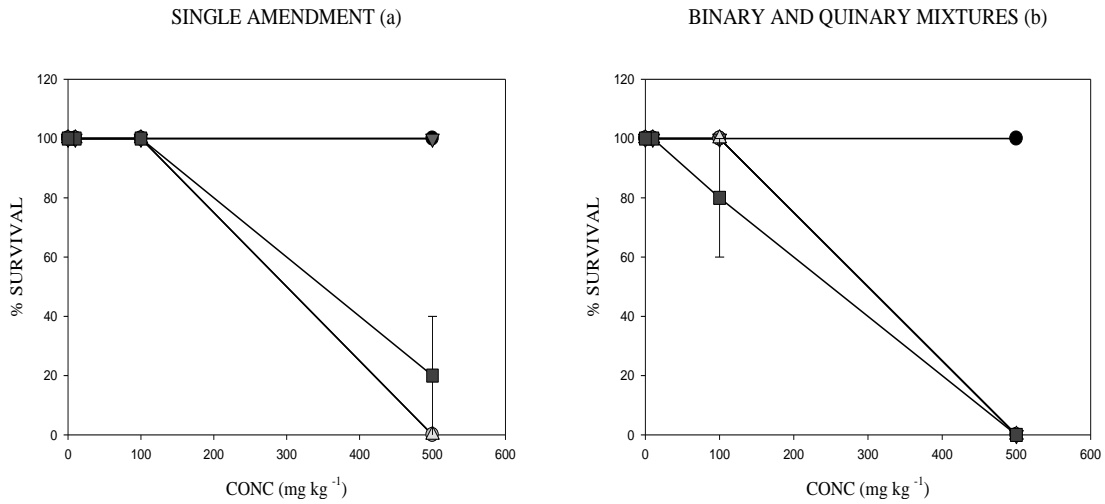 SINGLE AMENDMENT (a)
BINARY AND QUINARY MIXTURES (b)
% SURVIVAL
120
100
80
60
40
20
0
0 100 200 300 400 500 600
CONC (mg kg -1)
% SURVIVAL
120
100
80
60
40
20
0
0 100 200 300 400 500 600
CONC (mg kg -1)